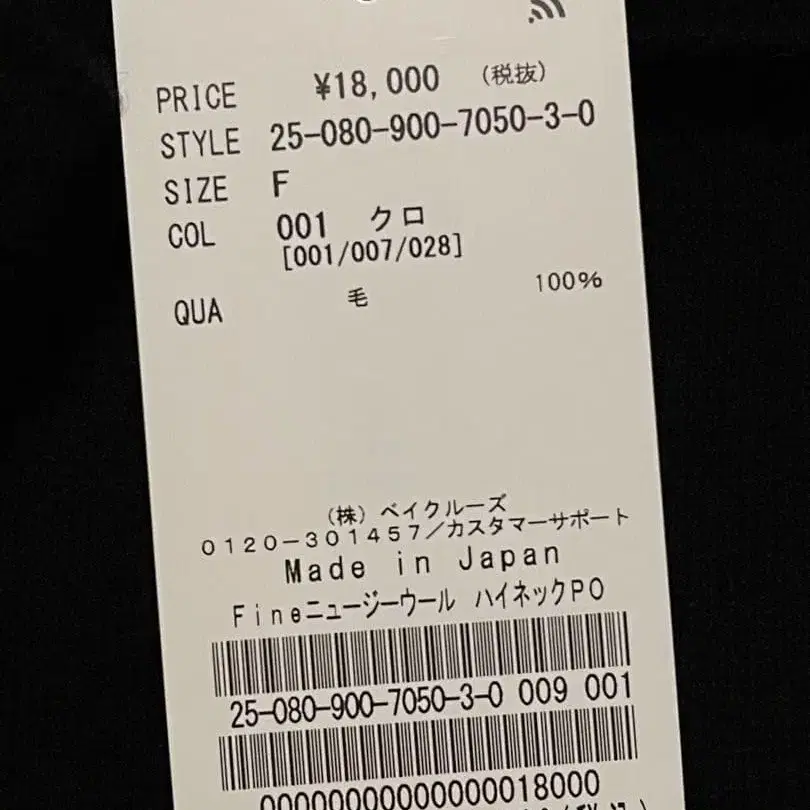 PRICE ¥18,000 (税抜)
STYLE 25-080-900-7050-3-0
SIZE F
COL 001 クロ
[001/007/028]
QUA 毛 100%
(株) ベイクルーズ
0120-301457/カスタマーサポート
Made in Japan
Fineニュージーウール ハイネックPO
25-080-900-7050-3-0 009 001